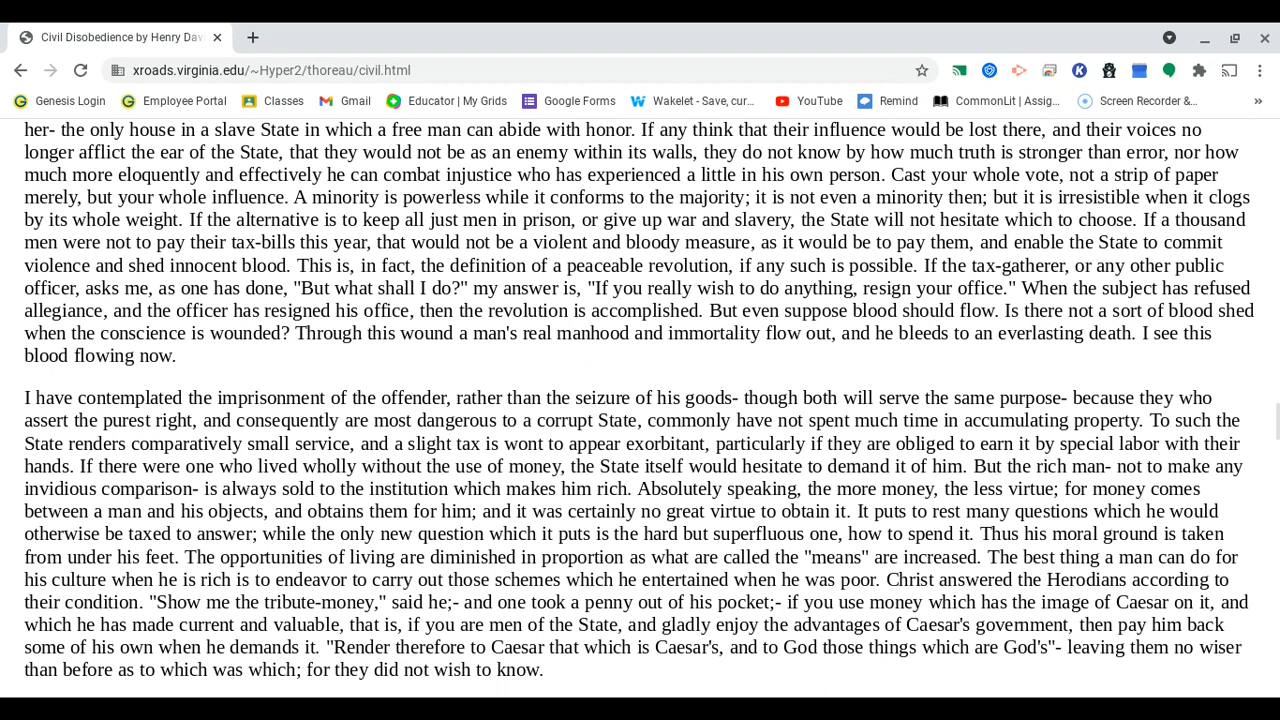 Civil Disobedience by Henry Dav
xroads.virginia.edu/~Hyper2/thoreau/civil.html
Genesis Login Employee Portal Classes Gmail Educator | My Grids Google Forms Wakelet - Save, cur... YouTube Remind CommonLit | Assig... Screen Recorder &... »
her- the only house in a slave State in which a free man can abide with honor. If any think that their influence would be lost there, and their voices no
longer afflict the ear of the State, that they would not be as an enemy within its walls, they do not know by how much truth is stronger than error, nor how
much more eloquently and effectively he can combat injustice who has experienced a little in his own person. Cast your whole vote, not a strip of paper
merely, but your whole influence. A minority is powerless while it conforms to the majority; it is not even a minority then; but it is irresistible when it clogs
by its whole weight. If the alternative is to keep all just men in prison, or give up war and slavery, the State will not hesitate which to choose. If a thousand
men were not to pay their tax-bills this year, that would not be a violent and bloody measure, as it would be to pay them, and enable the State to commit
violence and shed innocent blood. This is, in fact, the definition of a peaceable revolution, if any such is possible. If the tax-gatherer, or any other public
officer, asks me, as one has done, "But what shall I do?" my answer is, "If you really wish to do anything, resign your office." When the subject has refused
allegiance, and the officer has resigned his office, then the revolution is accomplished. But even suppose blood should flow. Is there not a sort of blood shed
when the conscience is wounded? Through this wound a man's real manhood and immortality flow out, and he bleeds to an everlasting death. I see this
blood flowing now.
I have contemplated the imprisonment of the offender, rather than the seizure of his goods- though both will serve the same purpose- because they who
assert the purest right, and consequently are most dangerous to a corrupt State, commonly have not spent much time in accumulating property. To such the
State renders comparatively small service, and a slight tax is wont to appear exorbitant, particularly if they are obliged to earn it by special labor with their
hands. If there were one who lived wholly without the use of money, the State itself would hesitate to demand it of him. But the rich man- not to make any
invidious comparison- is always sold to the institution which makes him rich. Absolutely speaking, the more money, the less virtue; for money comes
between a man and his objects, and obtains them for him; and it was certainly no great virtue to obtain it. It puts to rest many questions which he would
otherwise be taxed to answer; while the only new question which it puts is the hard but superfluous one, how to spend it. Thus his moral ground is taken
from under his feet. The opportunities of living are diminished in proportion as what are called the "means" are increased. The best thing a man can do for
his culture when he is rich is to endeavor to carry out those schemes which he entertained when he was poor. Christ answered the Herodians according to
their condition. "Show me the tribute-money," said he;- and one took a penny out of his pocket;- if you use money which has the image of Caesar on it, and
which he has made current and valuable, that is, if you are men of the State, and gladly enjoy the advantages of Caesar's government, then pay him back
some of his own when he demands it. "Render therefore to Caesar that which is Caesar's, and to God those things which are God's"- leaving them no wiser
than before as to which was which; for they did not wish to know.